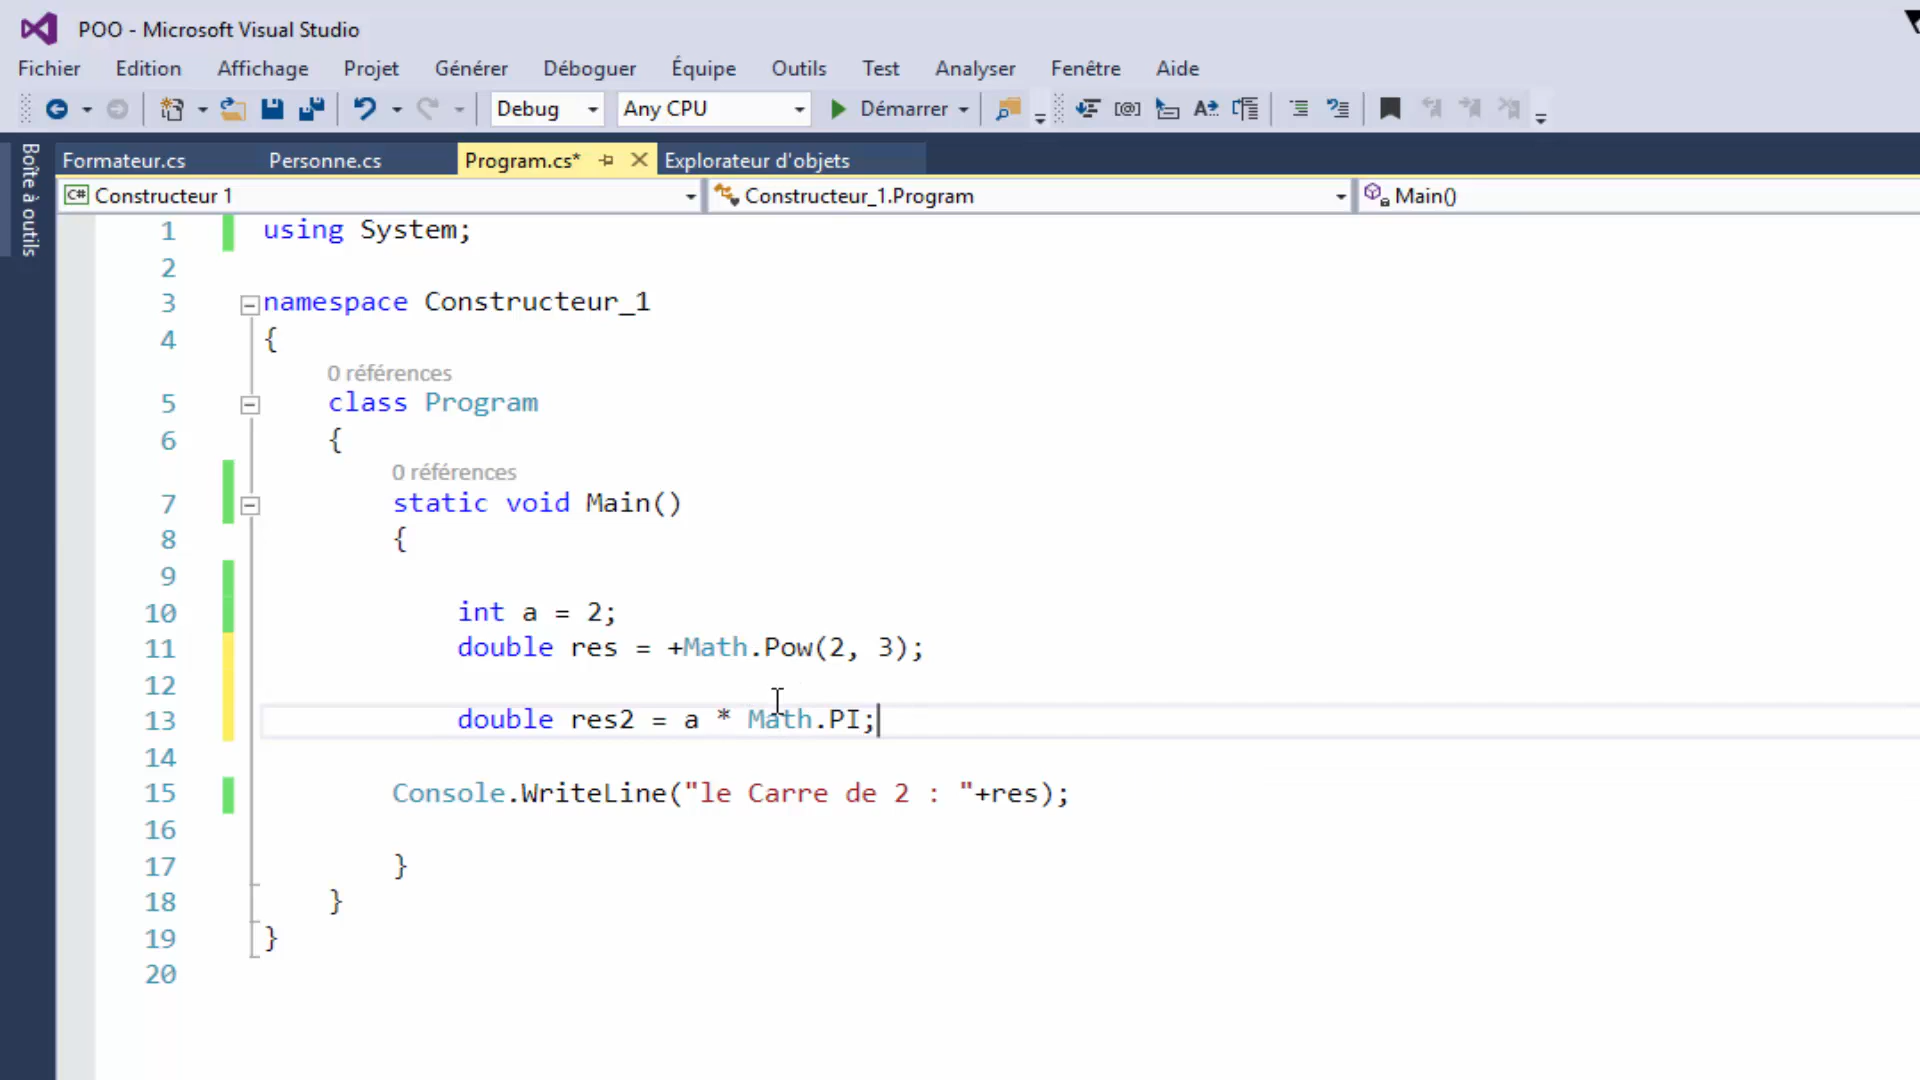 POO - Microsoft Visual Studio
Fichier Edition Affichage Projet Générer Déboguer Équipe Outils Test Analyser Fenêtre Aide
Debug Any CPU Démarrer
Boîte à outils
Formateur.cs Personne.cs Program.cs* Explorateur d'objets
C# Constructeur 1 Constructeur_1.Program Main()
1 using System;
2
3 namespace Constructeur_1
4 {
0 références
5 class Program
6 {
0 références
7 static void Main()
8 {
9
10 int a = 2;
11 double res = +Math.Pow(2, 3);
12
13 double res2 = a * Math.PI;
14
15 Console.WriteLine("le Carre de 2 : "+res);
16
17 }
18 }
19 }
20